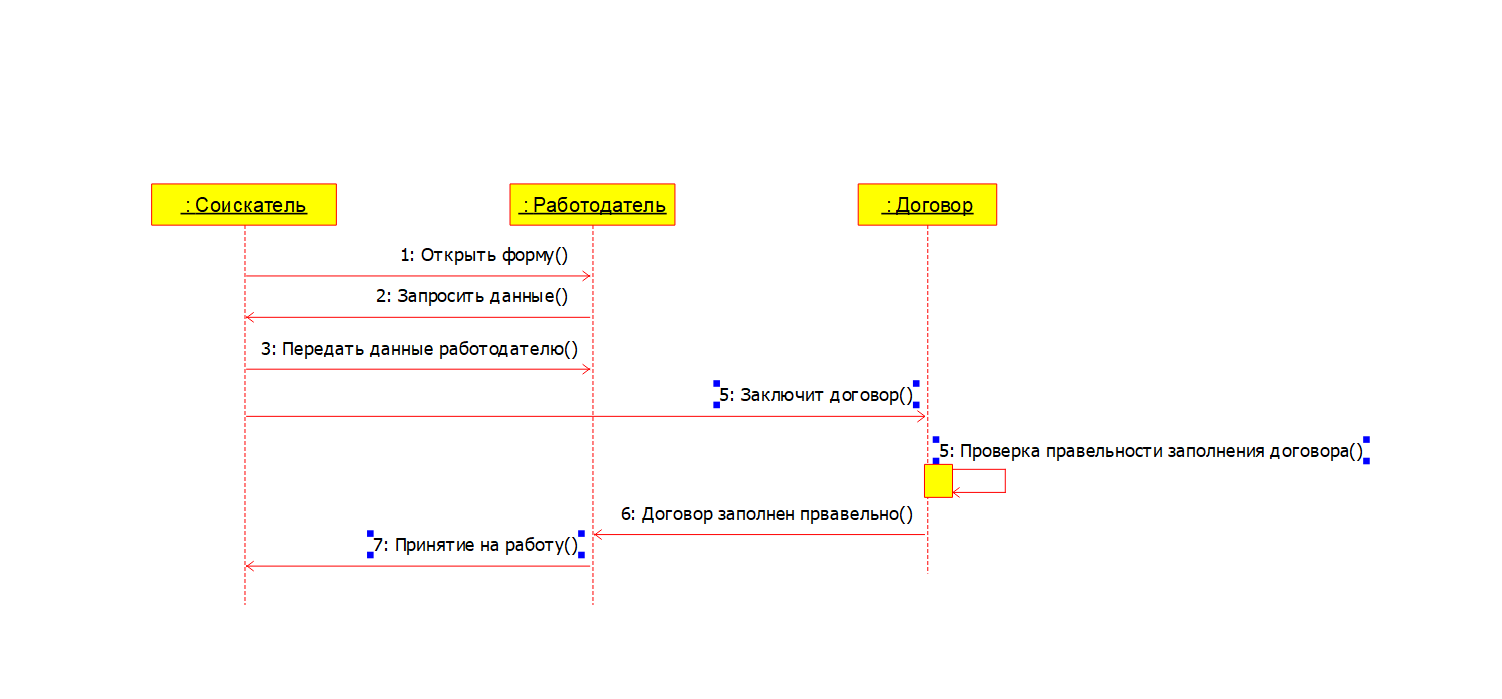 : Соискатель
: Работодатель
: Договор
1: Открыть форму()
2: Запросить данные()
3: Передать данные работодателю()
5: Заключит договор()
5: Проверка правельности заполнения договора()
6: Договор заполнен првавельно()
7: Принятие на работу()